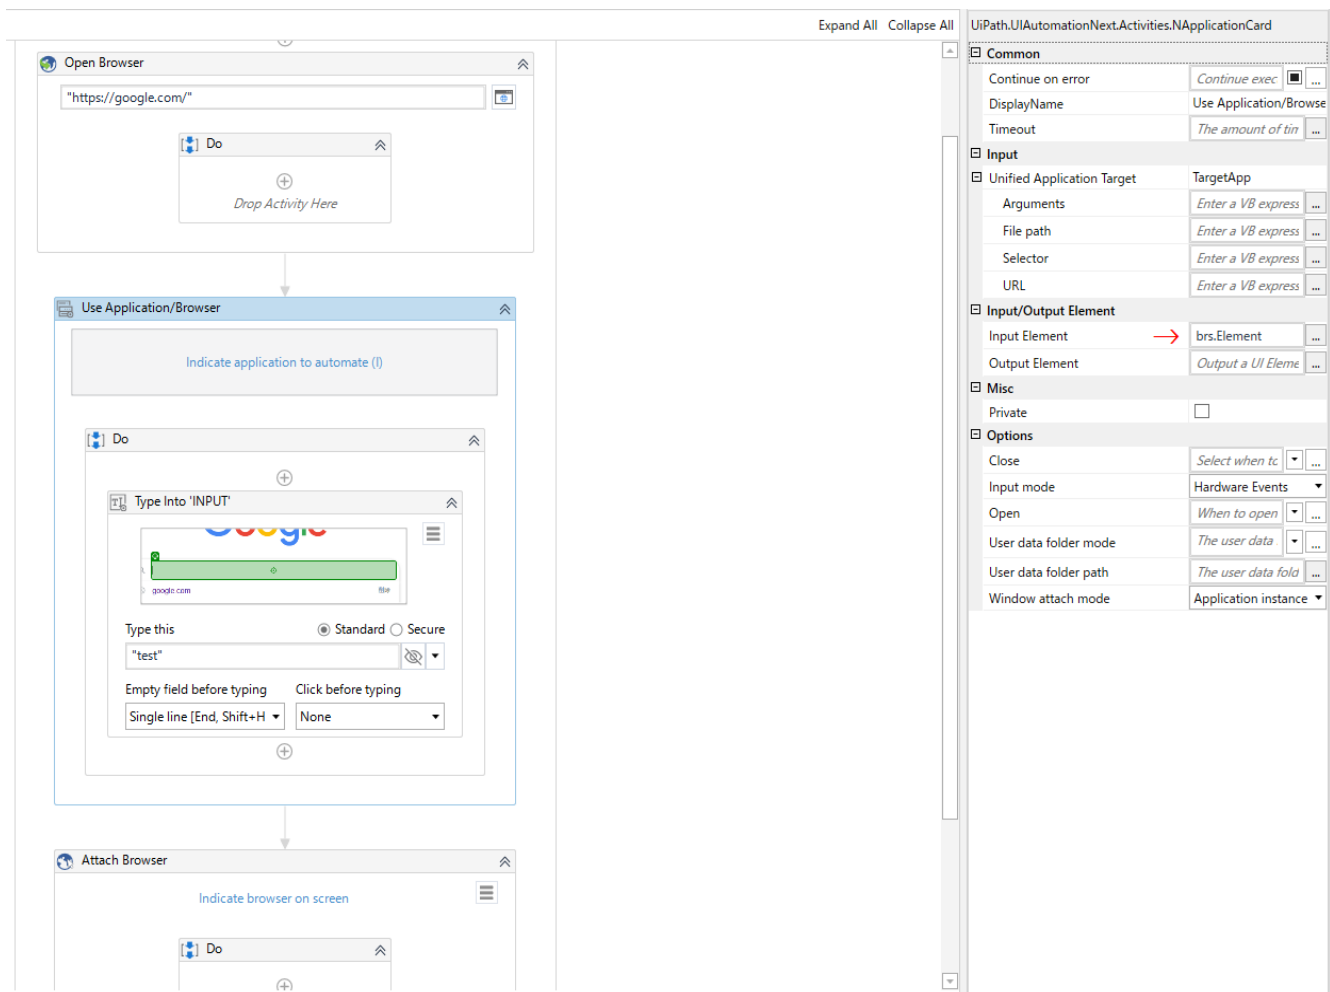 Expand All Collapse All
Open Browser
"https://google.com/"
Do
Drop Activity Here
Use Application/Browser
Indicate application to automate (I)
Do
Type Into 'INPUT'
Google
google.com
Type this
Standard Secure
"test"
Empty field before typing Click before typing
Single line [End, Shift+H None
Attach Browser
Indicate browser on screen
Do
UiPath.UIAutomationNext.Activities.NApplicationCard
Common
Continue on error Continue exec ...
DisplayName Use Application/Browse
Timeout The amount of tim ...
Input
Unified Application Target TargetApp
Arguments Enter a VB express ...
File path Enter a VB express ...
Selector Enter a VB express ...
URL Enter a VB express ...
Input/Output Element
Input Element → brs.Element ...
Output Element Output a UI Eleme ...
Misc
Private
Options
Close Select when to ...
Input mode Hardware Events
Open When to open ...
User data folder mode The user data ...
User data folder path The user data fold ...
Window attach mode Application instance